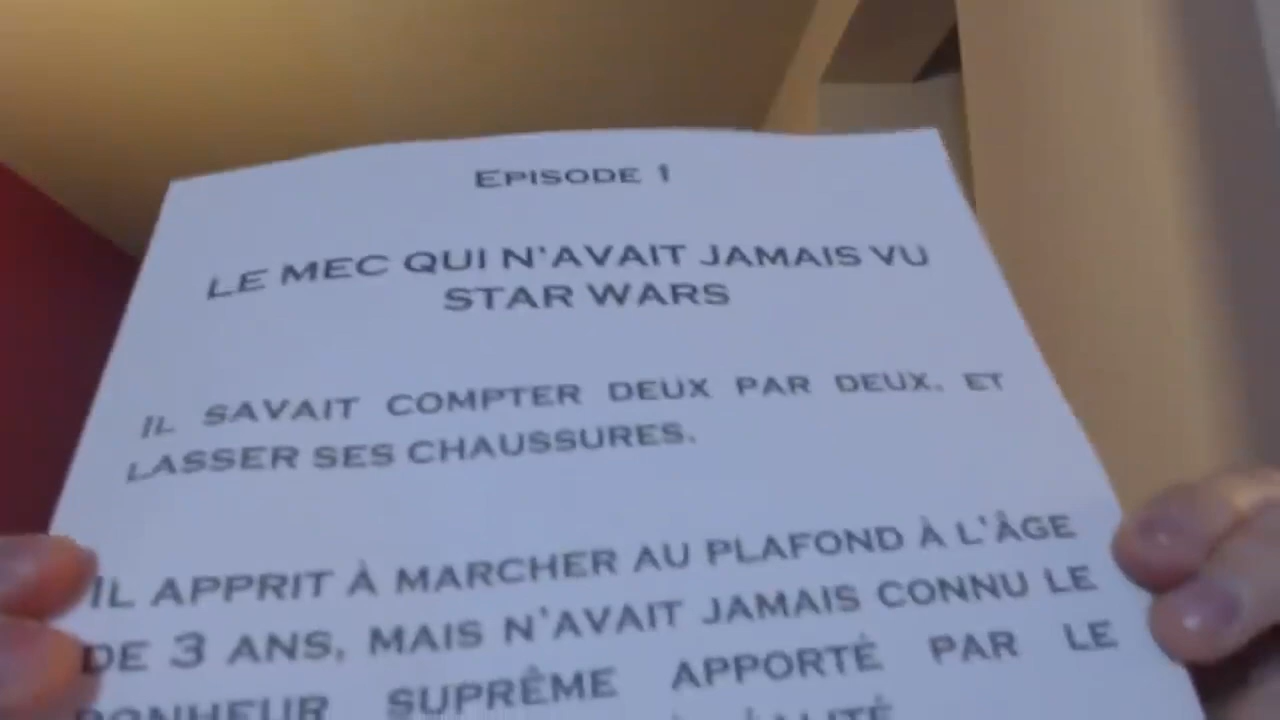 EPISODE 1
LE MEC QUI N'AVAIT JAMAIS VU
STAR WARS
IL SAVAIT COMPTER DEUX PAR DEUX, ET
LASSER SES CHAUSSURES.
IL APPRIT À MARCHER AU PLAFOND À L'ÂGE
DE 3 ANS, MAIS N'AVAIT JAMAIS CONNU LE
BONHEUR SUPRÊME APPORTÉ PAR LE